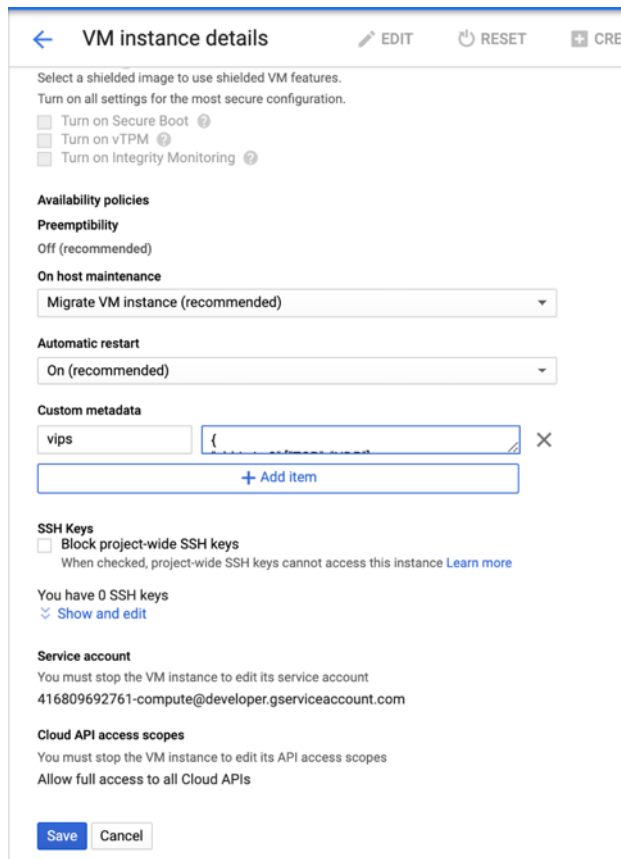 VM instance details
EDIT
RESET
CRE
Select a shielded image to use shielded VM features.
Turn on all settings for the most secure configuration.
Turn on Secure Boot
Turn on vTPM
Turn on Integrity Monitoring
Availability policies
Preemptibility
Off (recommended)
On host maintenance
Migrate VM instance (recommended)
Automatic restart
On (recommended)
Custom metadata
vips
{
+ Add item
SSH Keys
Block project-wide SSH keys
When checked, project-wide SSH keys cannot access this instance Learn more
You have 0 SSH keys
Show and edit
Service account
You must stop the VM instance to edit its service account
416809692761-compute@developer.gserviceaccount.com
Cloud API access scopes
You must stop the VM instance to edit its API access scopes
Allow full access to all Cloud APIs
Save
Cancel